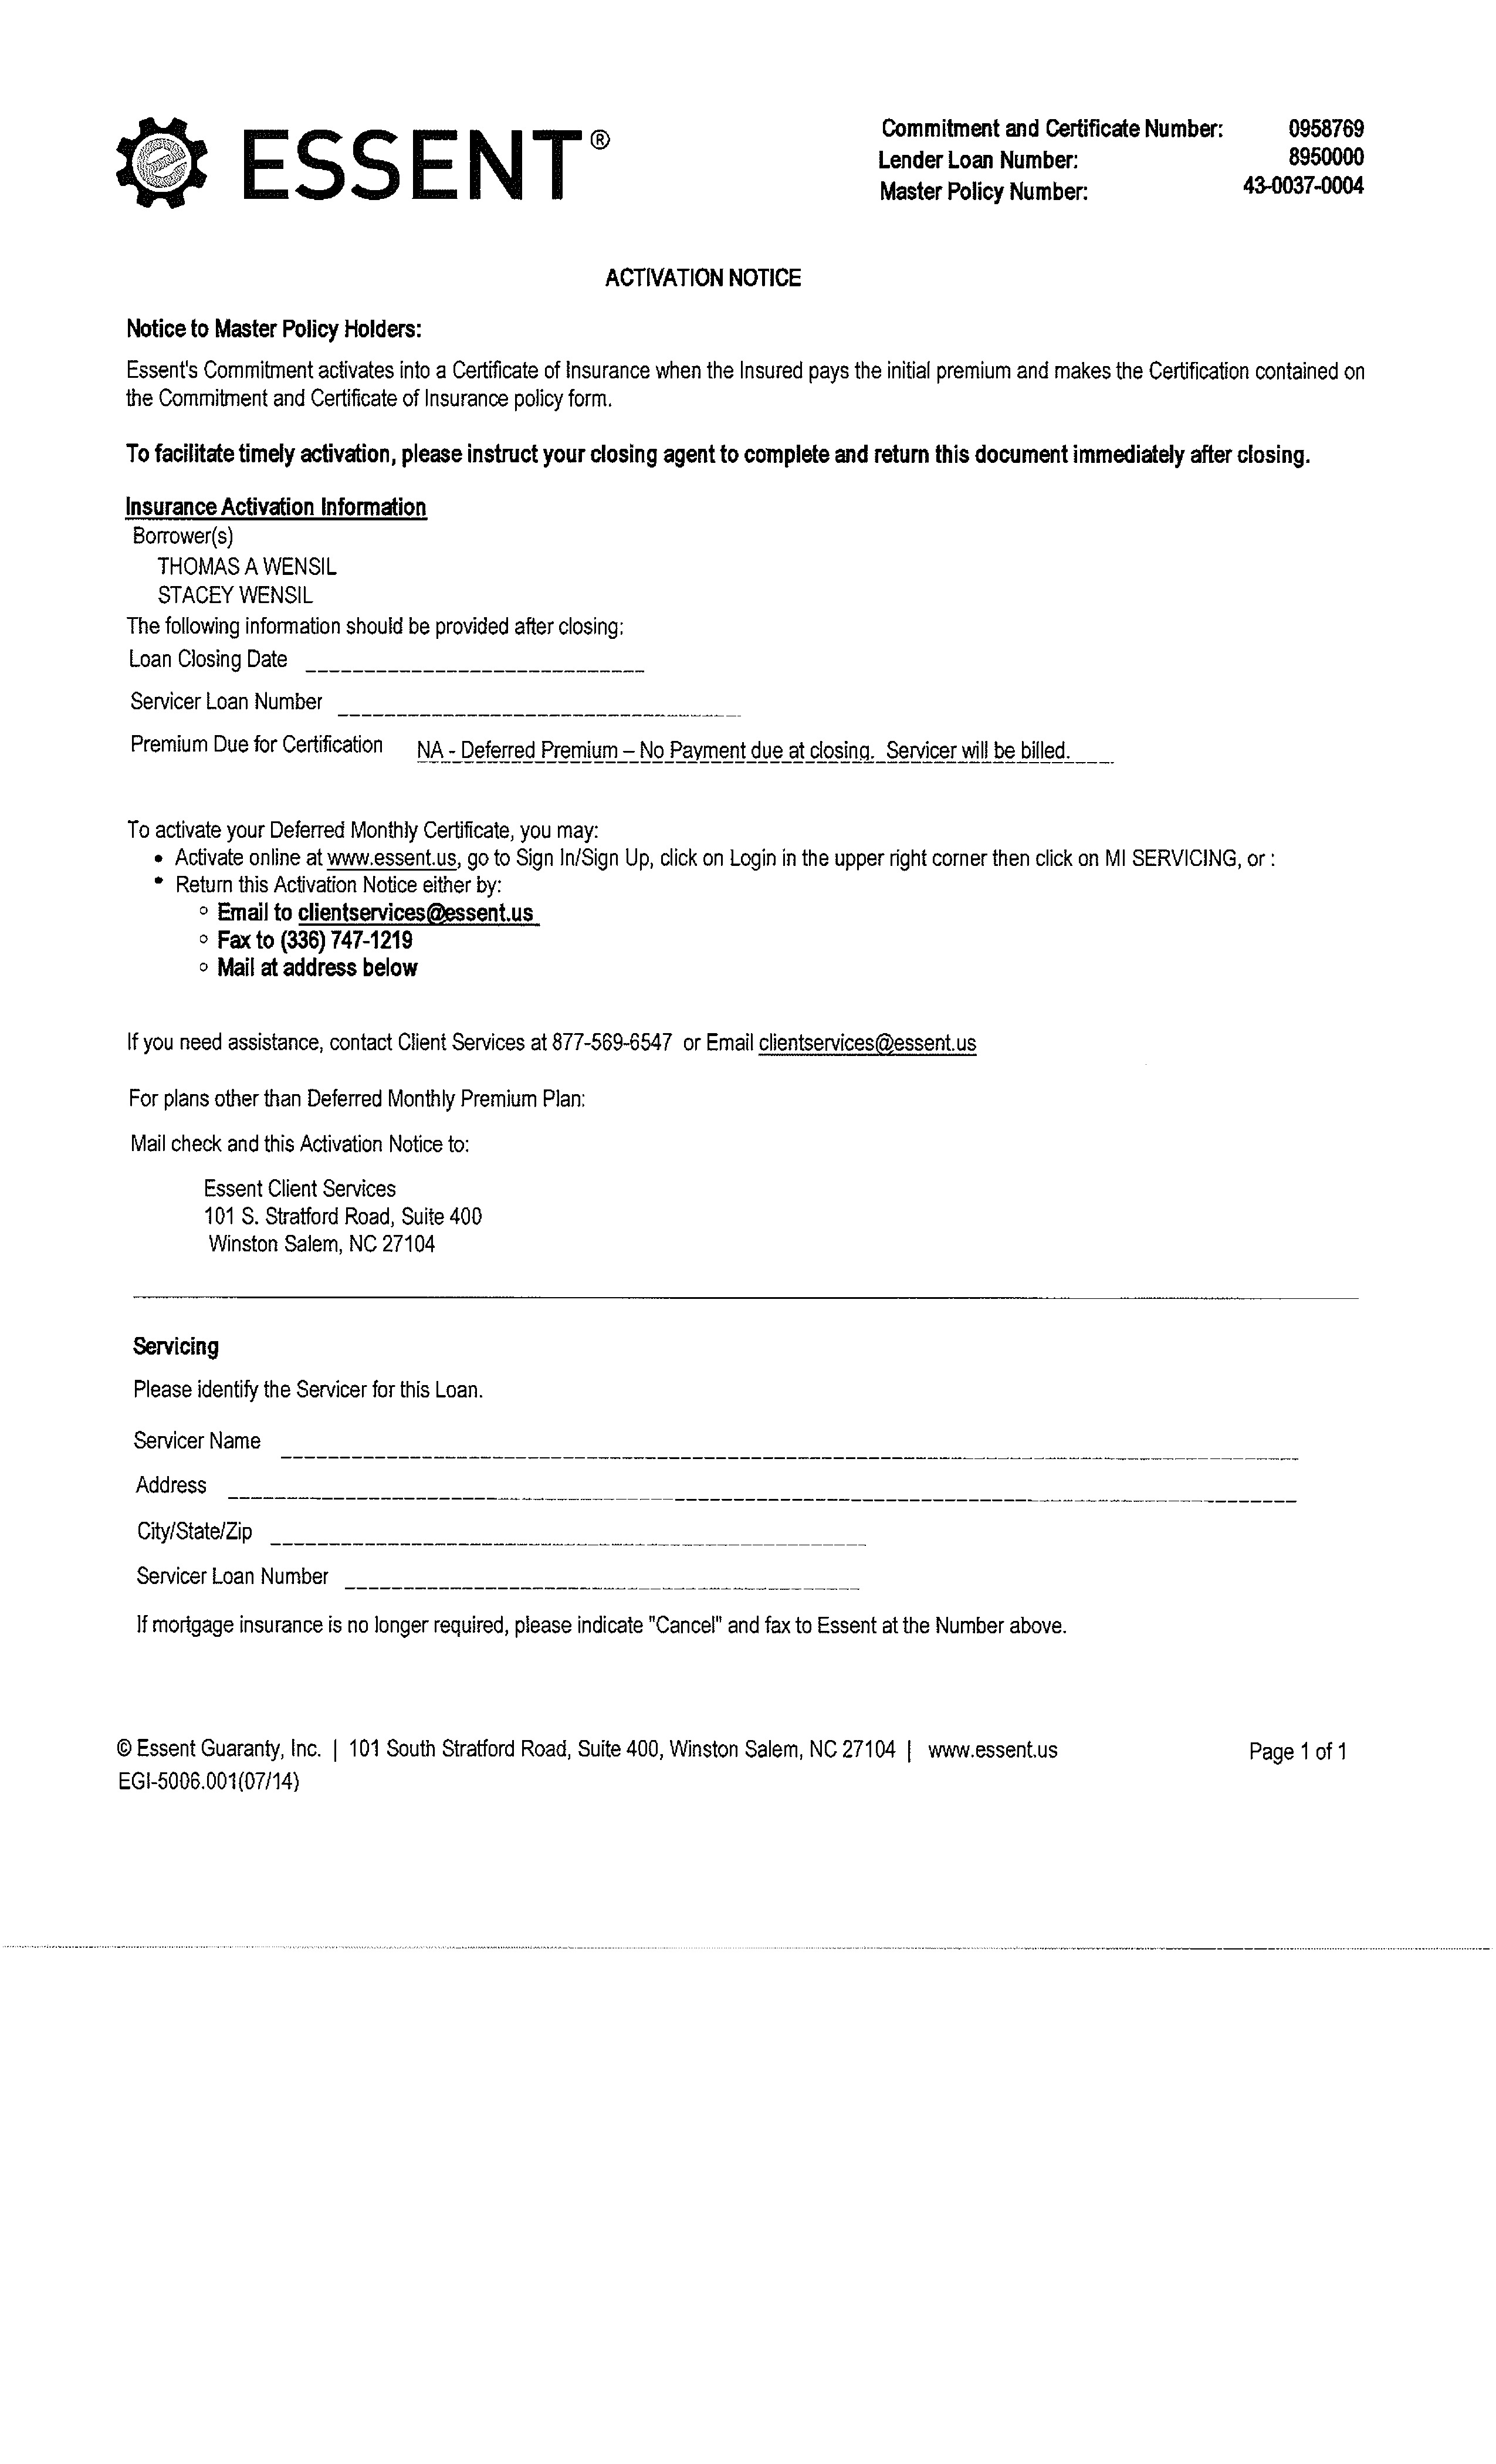 ESSENT®
Commitment and Certificate Number: 0958769
Lender Loan Number: 8950000
Master Policy Number: 43-0037-0004
ACTIVATION NOTICE
Notice to Master Policy Holders:
Essent's Commitment activates into a Certificate of Insurance when the Insured pays the initial premium and makes the Certification contained on
the Commitment and Certificate of Insurance policy form.
To facilitate timely activation, please instruct your closing agent to complete and return this document immediately after closing.
Insurance Activation Information
Borrower(s)
THOMAS A WENSIL
STACEY WENSIL
The following information should be provided after closing:
Loan Closing Date
Servicer Loan Number
Premium Due for Certification NA - Deferred Premium – No Payment due at closing. Servicer will be billed.
To activate your Deferred Monthly Certificate, you may:
• Activate online at www.essent.us, go to Sign In/Sign Up, click on Login in the upper right corner then click on MI SERVICING, or :
• Return this Activation Notice either by:
○ Email to clientservices@essent.us
○ Fax to (336) 747-1219
○ Mail at address below
If you need assistance, contact Client Services at 877-569-6547 or Email clientservices@essent.us
For plans other than Deferred Monthly Premium Plan:
Mail check and this Activation Notice to:
Essent Client Services
101 S. Stratford Road, Suite 400
Winston Salem, NC 27104
Servicing
Please identify the Servicer for this Loan.
Servicer Name
Address
City/State/Zip
Servicer Loan Number
If mortgage insurance is no longer required, please indicate "Cancel" and fax to Essent at the Number above.
© Essent Guaranty, Inc. | 101 South Stratford Road, Suite 400, Winston Salem, NC 27104 | www.essent.us Page 1 of 1
EGI-5006.001(07/14)